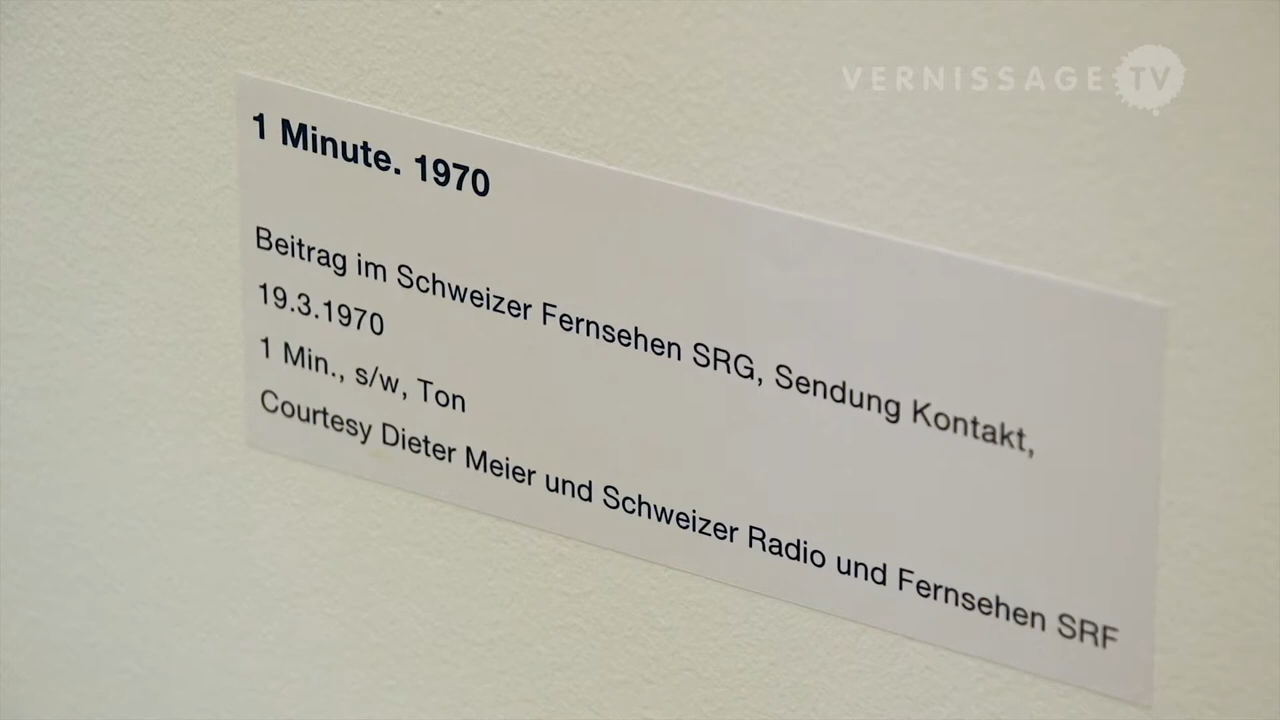 VERNISSAGE TV
1 Minute. 1970
Beitrag im Schweizer Fernsehen SRG, Sendung Kontakt,
19.3.1970
1 Min., s/w, Ton
Courtesy Dieter Meier und Schweizer Radio und Fernsehen SRF